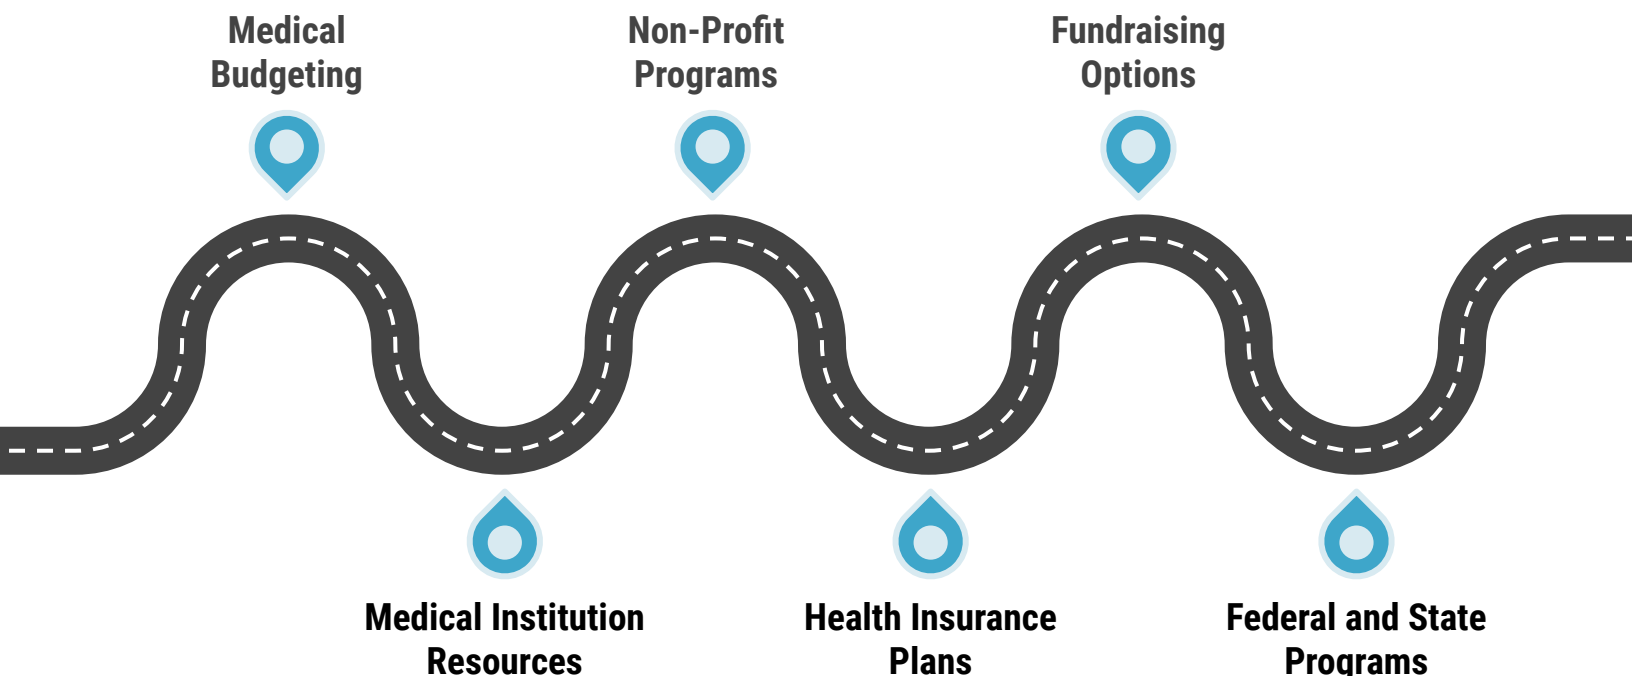 Medical
Budgeting
Non-Profit
Programs
Fundraising
Options
Medical Institution
Resources
Health Insurance
Plans
Federal and State
Programs